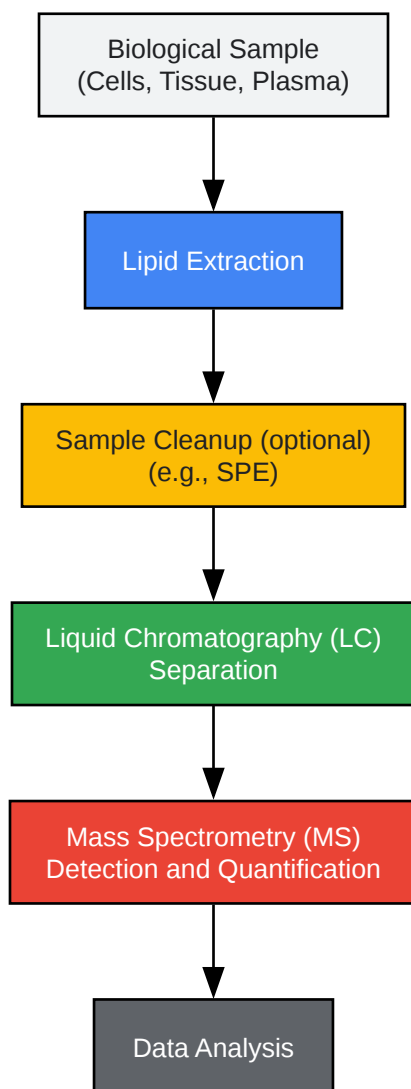 Biological Sample
(Cells, Tissue, Plasma)
Lipid Extraction
Sample Cleanup (optional)
(e.g., SPE)
Liquid Chromatography (LC)
Separation
Mass Spectrometry (MS)
Detection and Quantification
Data Analysis